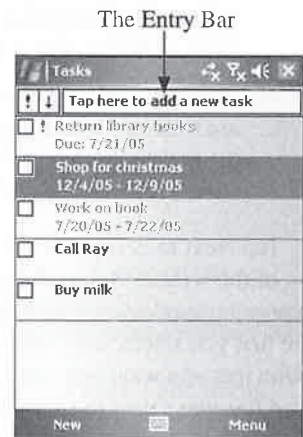 The Entry Bar
Tasks
! ↓ Tap here to add a new task
! Return library books
Due: 7/21/05
Shop for christmas
12/4/05 - 12/9/05
Work on book
7/20/05 - 7/22/05
Call Ray
Buy milk
New Menu